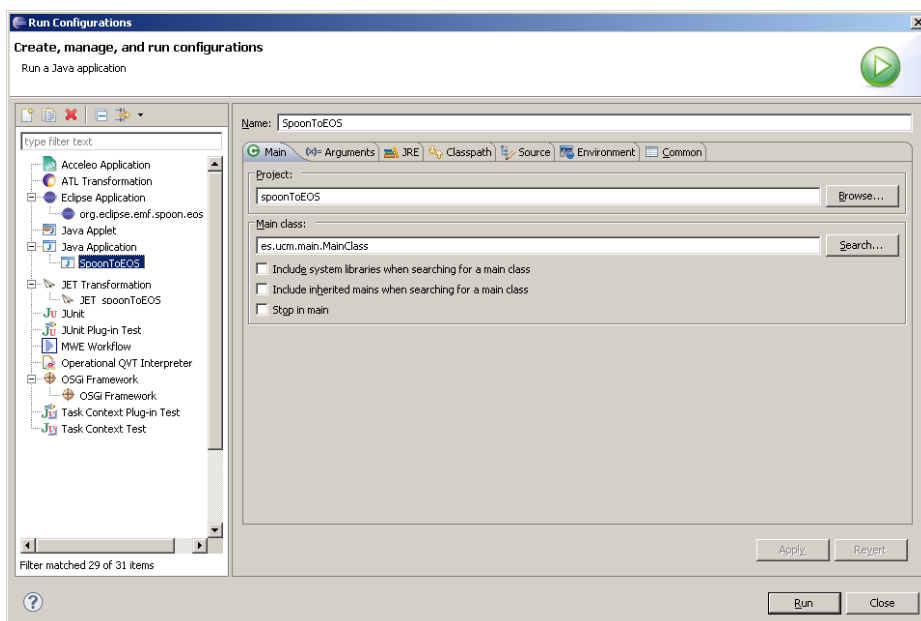 Run Configurations
Create, manage, and run configurations
Run a Java application
type filter text
Acceleo Application
ATL Transformation
Eclipse Application
org.eclipse.emf.spoon.eos
Java Applet
Java Application
SpoonToEOS
JET Transformation
JET_spoonToEOS
JUnit
JUnit Plug-in Test
MWE Workflow
Operational QVT Interpreter
OSGi Framework
OSGi Framework
Task Context Plug-in Test
Task Context Test
Filter matched 29 of 31 items
Name: SpoonToEOS
Main (x)= Arguments JRE Classpath Source Environment Common
Project:
spoonToEOS Browse...
Main class:
es.ucm.main.MainClass Search...
Include system libraries when searching for a main class
Include inherited mains when searching for a main class
Stop in main
Apply Revert
Run Close